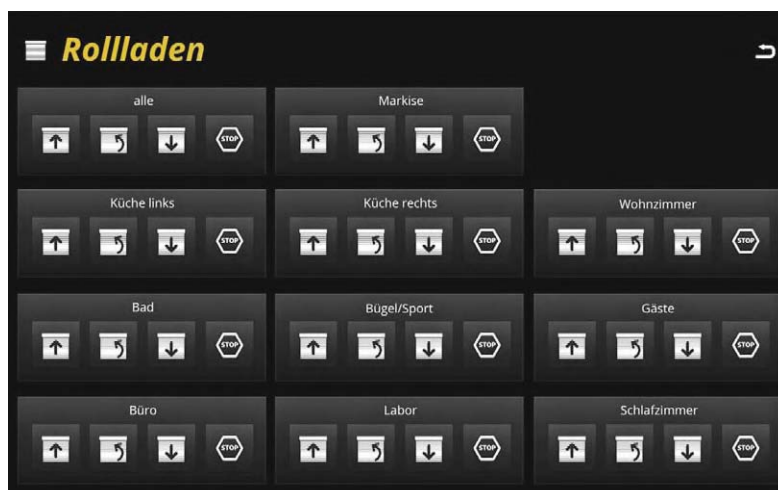 Rollladen
alle
Markise
STOP
STOP
Küche links
Küche rechts
Wohnzimmer
STOP
STOP
STOP
Bad
Bügel/Sport
Gäste
STOP
STOP
STOP
Büro
Labor
Schlafzimmer
STOP
STOP
STOP